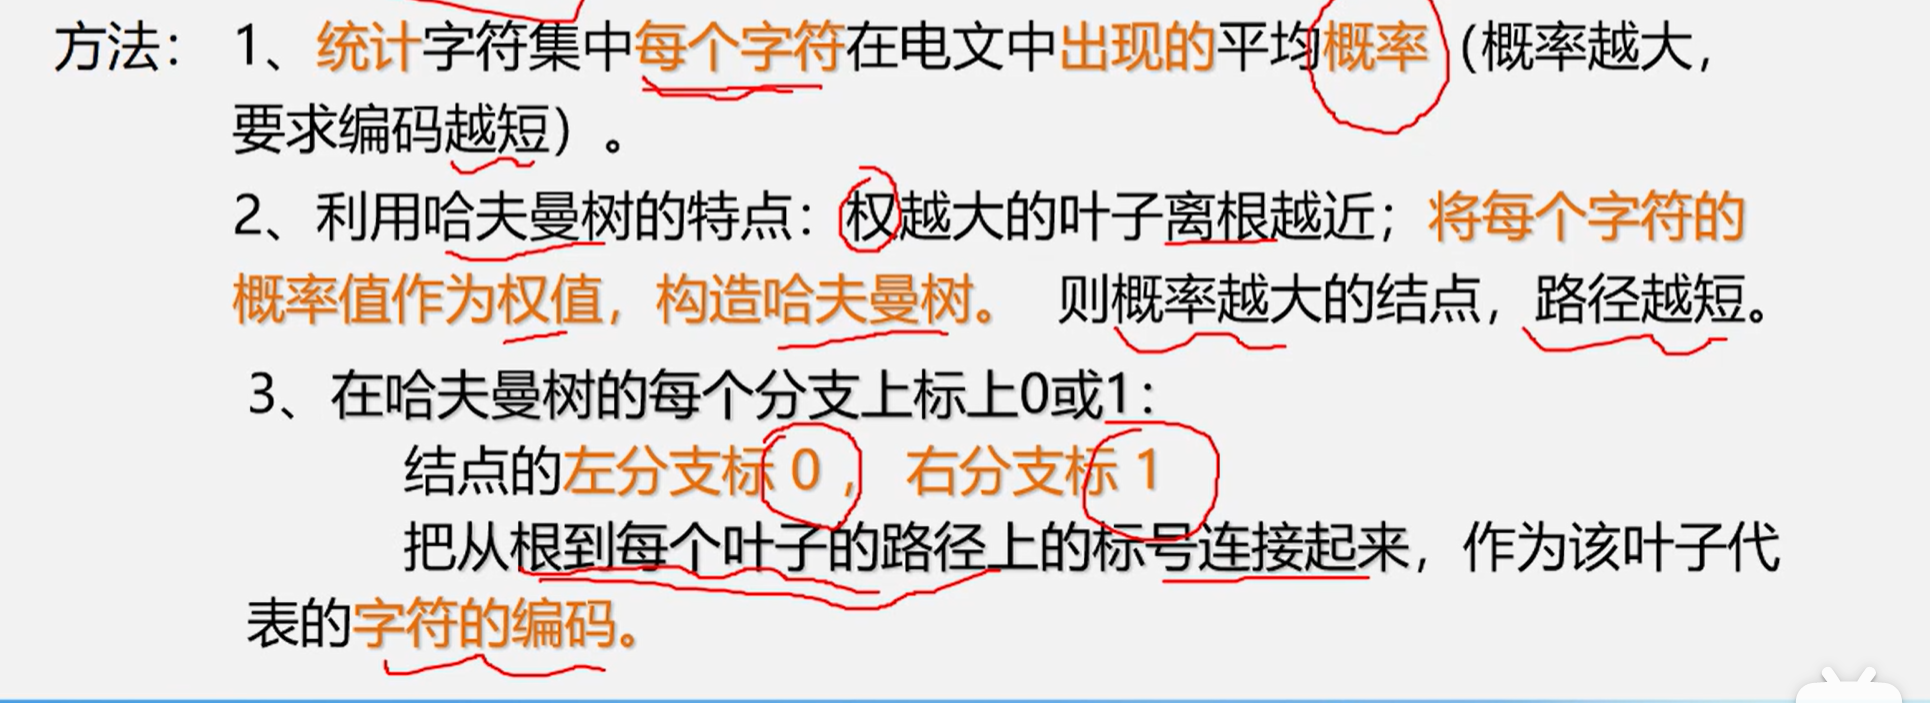 方法： 1、统计字符集中每个字符在电文中出现的平均概率（概率越大，
要求编码越短）。
2、利用哈夫曼树的特点：权越大的叶子离根越近；将每个字符的
概率值作为权值，构造哈夫曼树。 则概率越大的结点，路径越短。
3、在哈夫曼树的每个分支上标上0或1：
结点的左分支标 0 ， 右分支标 1
把从根到每个叶子的路径上的标号连接起来，作为该叶子代
表的字符的编码。